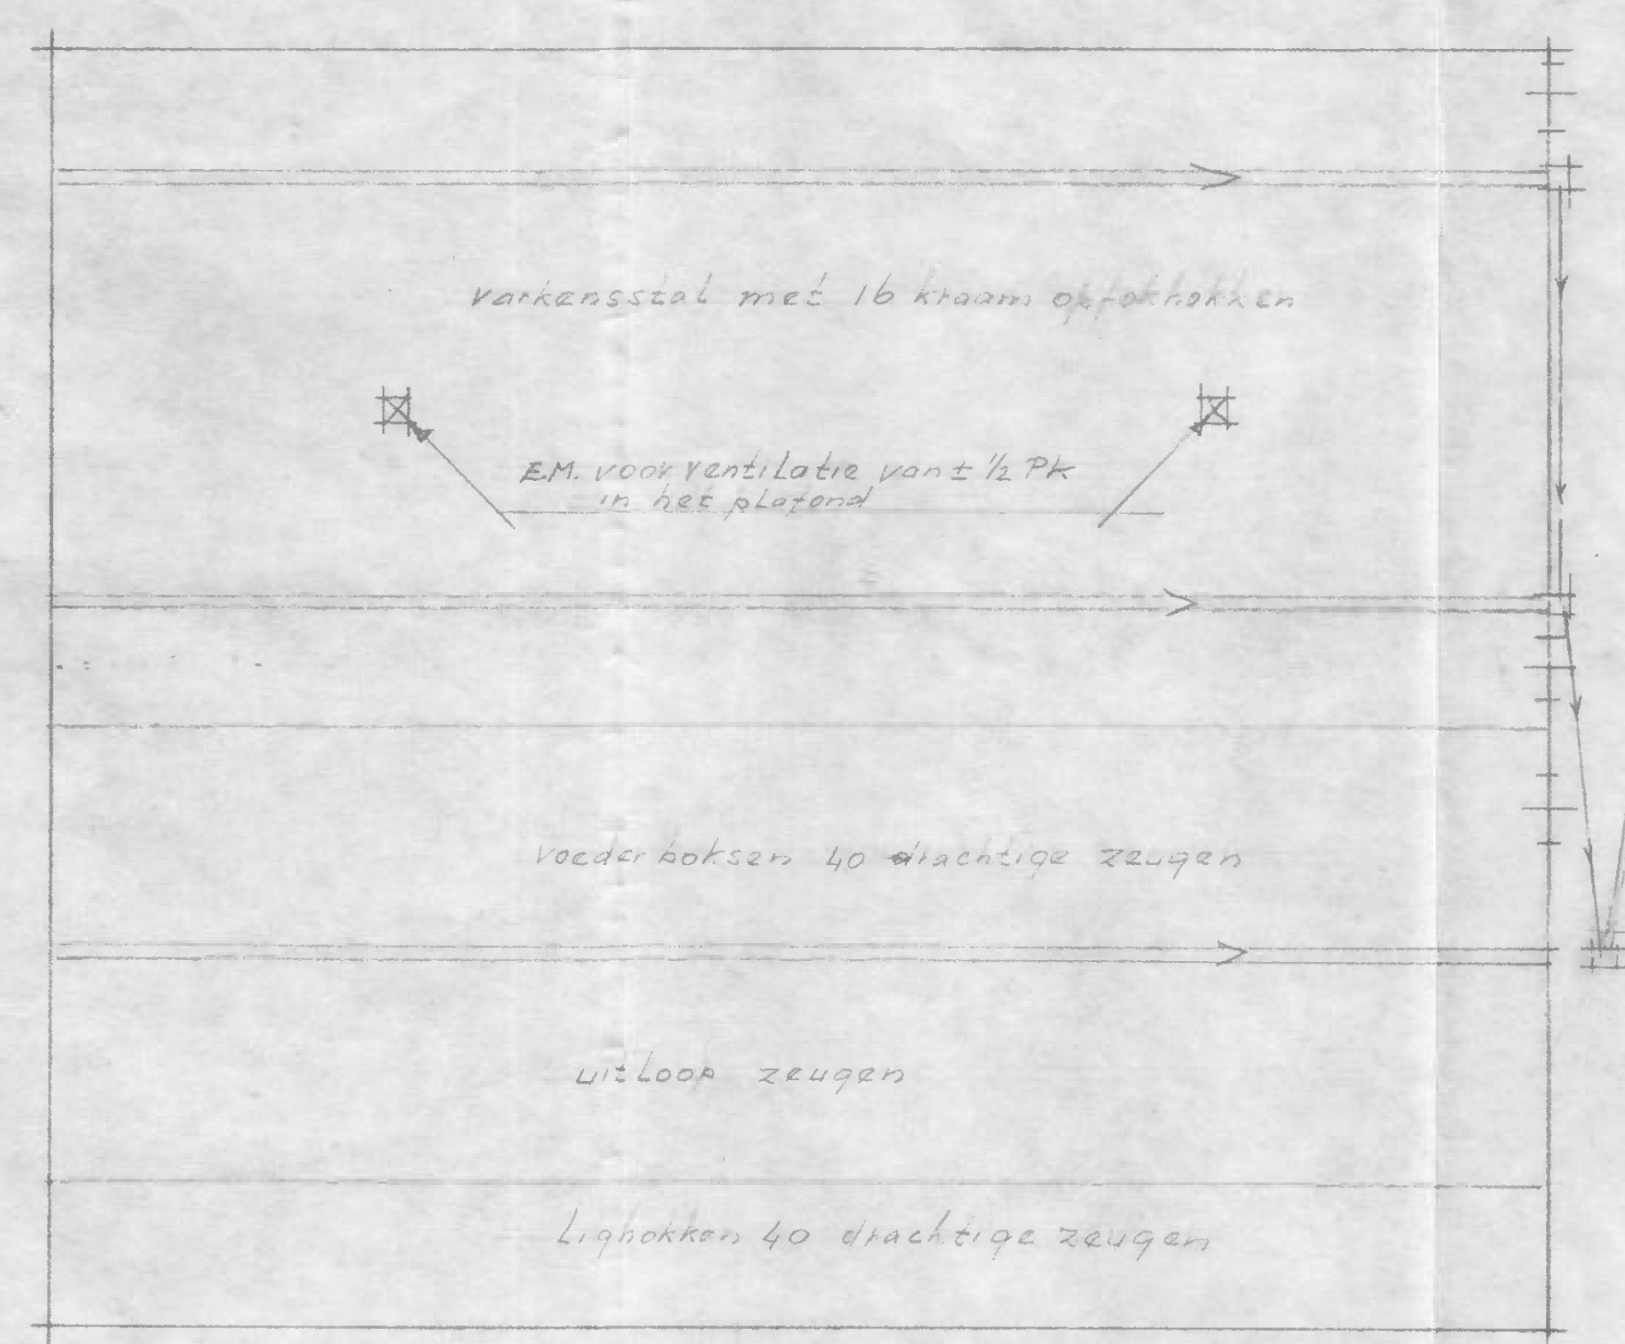 varkensstal met 16 kraam opfokhokken
E.M. voor ventilatie van ± ½ Pk
in het plafond
voederboksen 40 drachtige zeugen
uitloop zeugen
Lighokken 40 drachtige zeugen